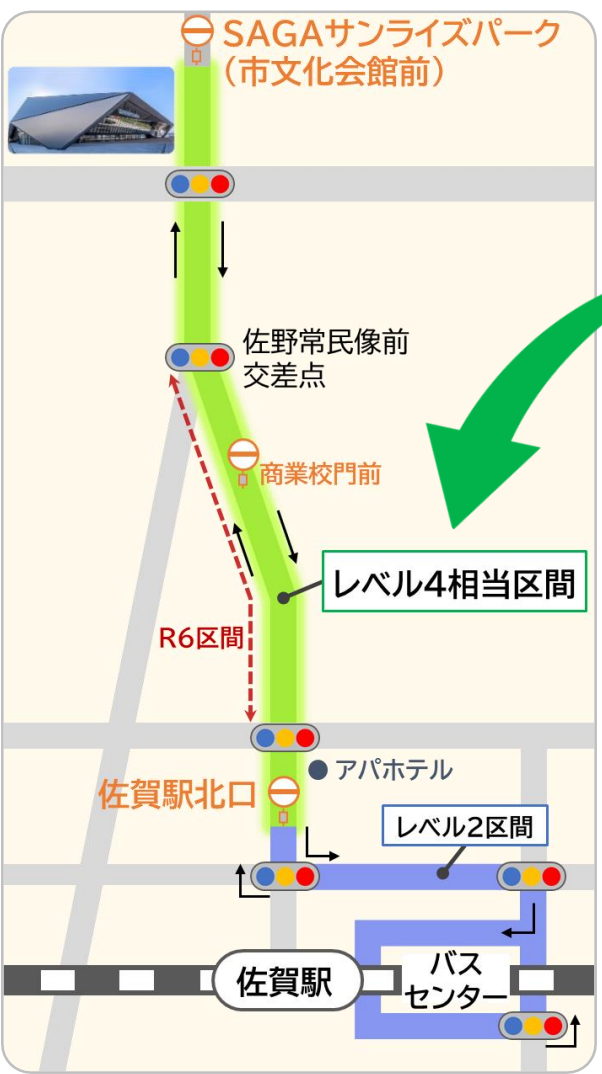 SAGAサンライズパーク
(市文化会館前)
佐野常民像前
交差点
商業校門前
レベル4相当区間
R6区間
アパホテル
佐賀駅北口
レベル2区間
佐賀駅
バス
センター